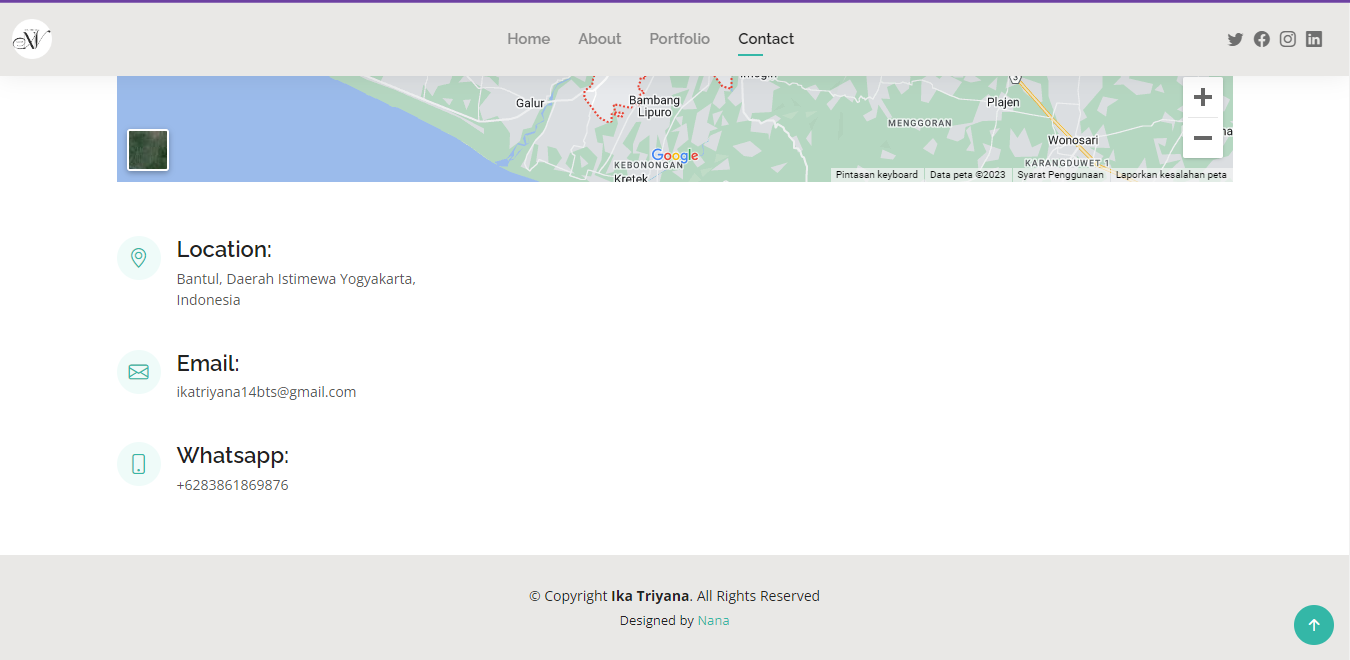 Home About Portfolio Contact
Galur
Bambang
Lipuro
Plajen
MENGGORAN
Wonosari
Google
KEBONONGAN
KARANGDUWET 1
Kretek
Pintasan keyboard Data peta ©2023 Syarat Penggunaan Laporkan kesalahan peta
Location:
Bantul, Daerah Istimewa Yogyakarta,
Indonesia
Email:
ikatriyana14bts@gmail.com
Whatsapp:
+6283861869876
© Copyright Ika Triyana. All Rights Reserved
Designed by Nana